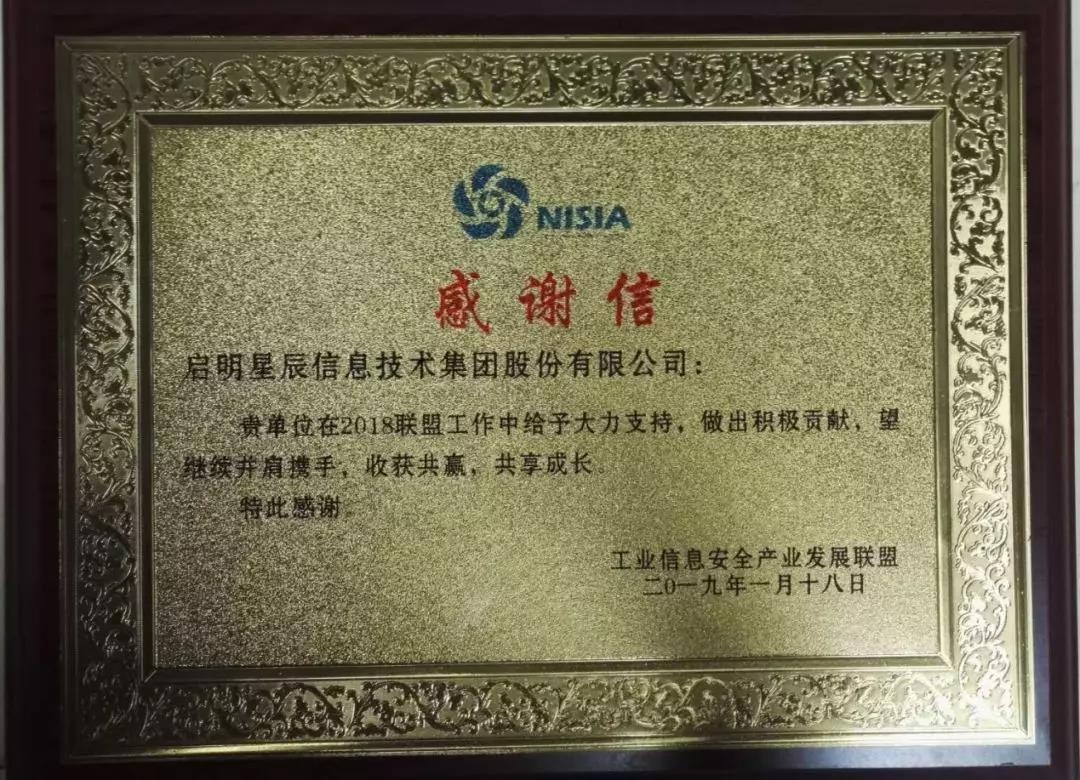 NISIA
感谢信
启明星辰信息技术集团股份有限公司：
贵单位在2018联盟工作中给予大力支持，做出积极贡献，望
继续并肩携手，收获共赢，共享成长。
特此感谢。
工业信息安全产业发展联盟
二0一九年一月十八日